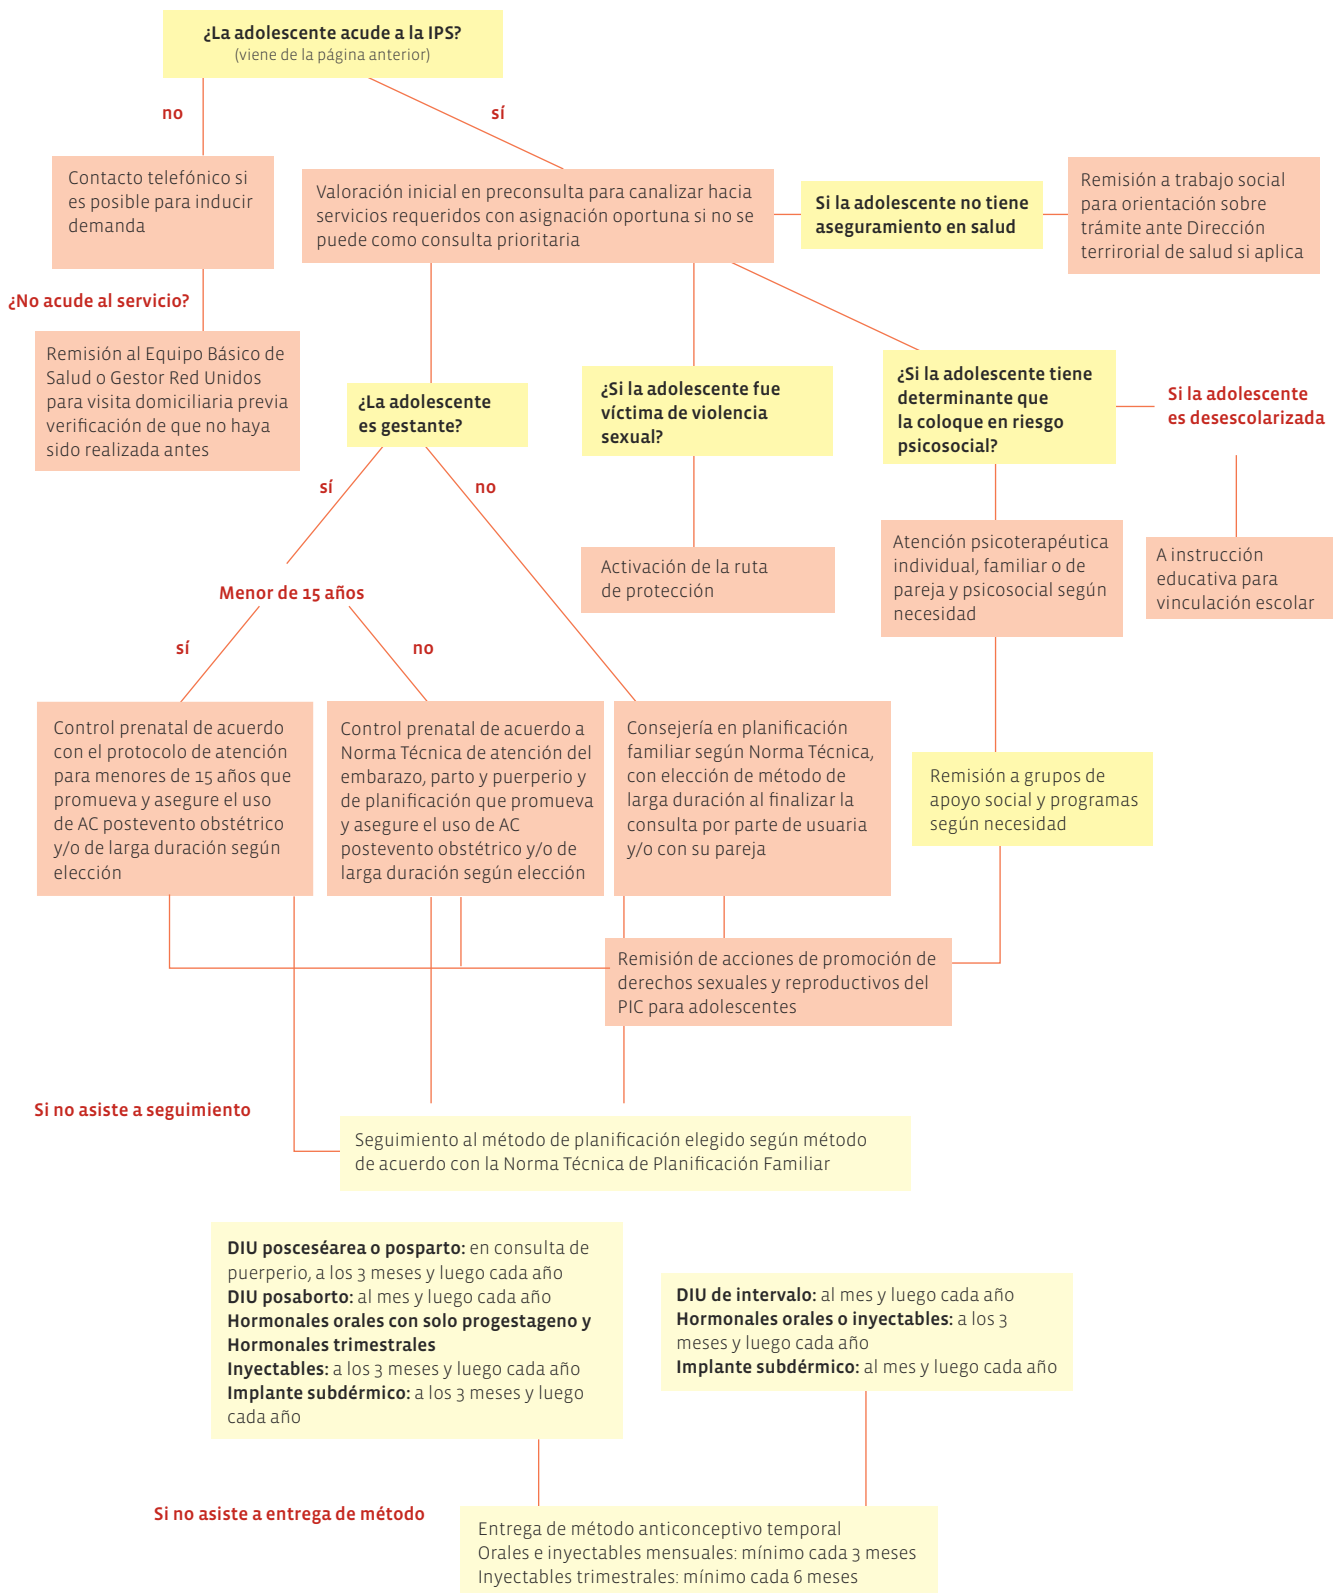 ¿La adolescente acude a la IPS?
(viene de la página anterior)
no
sí
Contacto telefónico si
es posible para inducir
demanda
Valoración inicial en preconsulta para canalizar hacia
servicios requeridos con asignación oportuna si no se
puede como consulta prioritaria
Si la adolescente no tiene
aseguramiento en salud
Remisión a trabajo social
para orientación sobre
trámite ante Dirección
terrirorial de salud si aplica
¿No acude al servicio?
Remisión al Equipo Básico de
Salud o Gestor Red Unidos
para visita domiciliaria previa
verificación de que no haya
sido realizada antes
¿La adolescente
es gestante?
¿Si la adolescente fue
víctima de violencia
sexual?
¿Si la adolescente tiene
determinante que
la coloque en riesgo
psicosocial?
Si la adolescente
es desescolarizada
sí
no
Activación de la ruta
de protección
Atención psicoterapéutica
individual, familiar o de
pareja y psicosocial según
necesidad
A instrucción
educativa para
vinculación escolar
Menor de 15 años
sí
no
Control prenatal de acuerdo
con el protocolo de atención
para menores de 15 años que
promueva y asegure el uso
de AC postevento obstétrico
y/o de larga duración según
elección
Control prenatal de acuerdo a
Norma Técnica de atención del
embarazo, parto y puerperio y
de planificación que promueva
y asegure el uso de AC
postevento obstétrico y/o de
larga duración según elección
Consejería en planificación
familiar según Norma Técnica,
con elección de método de
larga duración al finalizar la
consulta por parte de usuaria
y/o con su pareja
Remisión a grupos de
apoyo social y programas
según necesidad
Remisión de acciones de promoción de
derechos sexuales y reproductivos del
PIC para adolescentes
Si no asiste a seguimiento
Seguimiento al método de planificación elegido según método
de acuerdo con la Norma Técnica de Planificación Familiar
DIU posceséarea o posparto: en consulta de
puerperio, a los 3 meses y luego cada año
DIU posaborto: al mes y luego cada año
Hormonales orales con solo progestageno y
Hormonales trimestrales
Inyectables: a los 3 meses y luego cada año
Implante subdérmico: a los 3 meses y luego
cada año
DIU de intervalo: al mes y luego cada año
Hormonales orales o inyectables: a los 3
meses y luego cada año
Implante subdérmico: al mes y luego cada año
Si no asiste a entrega de método
Entrega de método anticonceptivo temporal
Orales e inyectables mensuales: mínimo cada 3 meses
Inyectables trimestrales: mínimo cada 6 meses